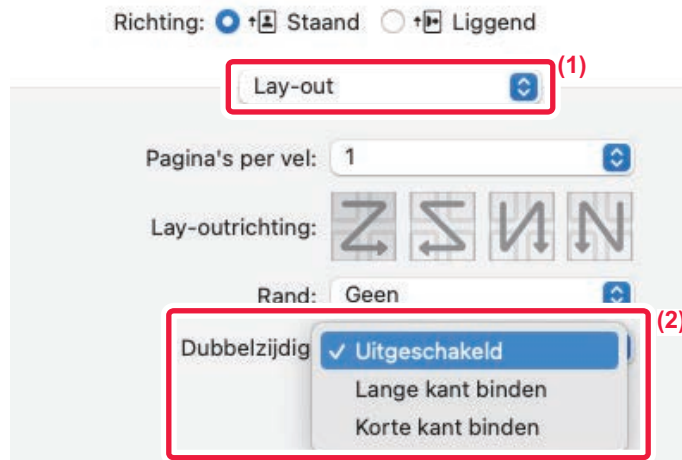 Richting: Staand Liggend
Lay-out (1)
Pagina's per vel: 1
Lay-outrichting:
Rand: Geen
(2)
Dubbelzijdig ✓ Uitgeschakeld
Lange kant binden
Korte kant binden